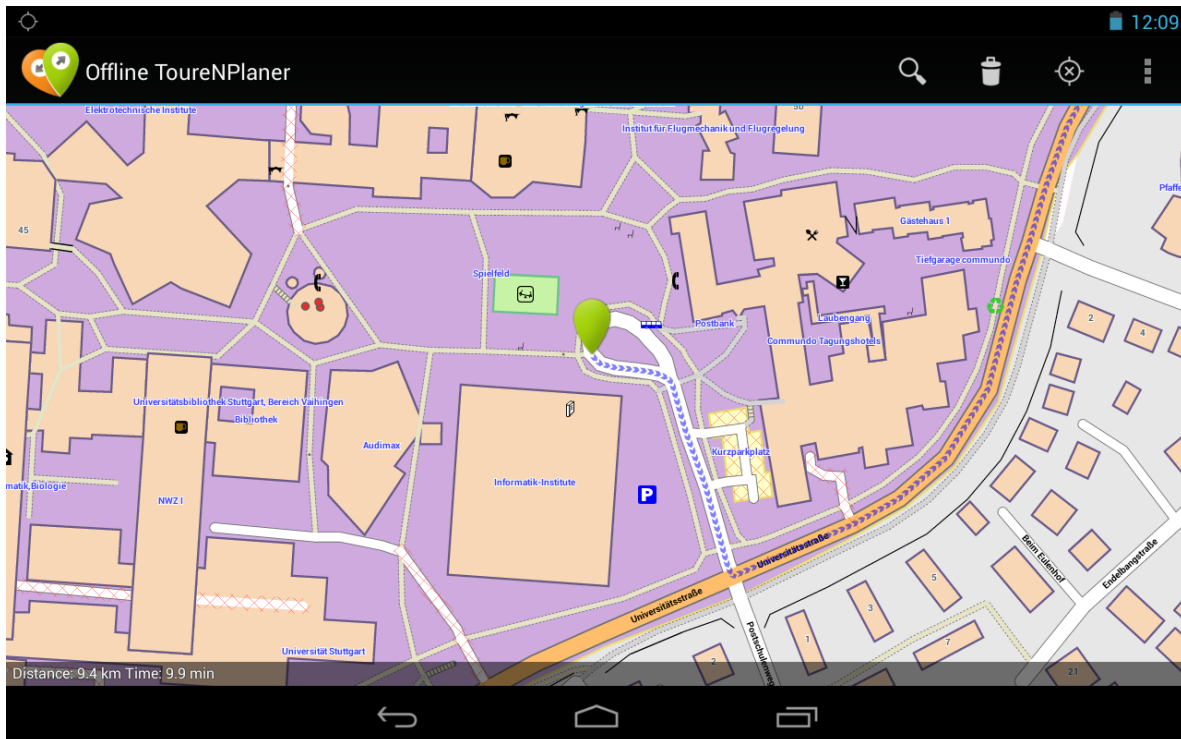 12:09
Offline ToureNPlaner
Elektrotechnische Institute
50
Institut für Flugmechanik und Flugregelung
Pfaffe
45
Gästehaus 1
Tiefgarage commundo
Spielfeld
Postbank
Laubengang
Commundo Tagungshotels
2
4
Universitätsbibliothek Stuttgart, Bereich Vaihingen
Bibliothek
Audimax
Kurzparkplatz
matik,Biologie
NWZ I
Informatik-Institute
P
Universitätsstraße
Beim Eulenhof
Endelbangstraße
Universitätsstraße
5
3
1
7
Postschulenweg
Universität Stuttgart
2
21
Distance: 9.4 km Time: 9.9 min